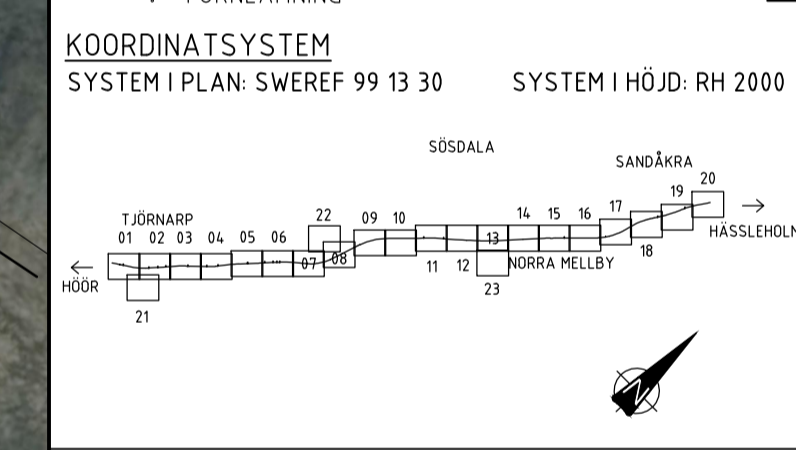 KOORDINATSYSTEM
SYSTEM I PLAN: SWEREF 99 13 30 SYSTEM I HÖJD: RH 2000
SÖSDALA
SANDÅKRA
20
19
17
TJÖRNARP
22 09 10 14 15 16
01 02 03 04 05 06 13
HÄSSLEHOLM
18
07 08 11 12 NORRA MELLBY
HÖÖR
21 23
N